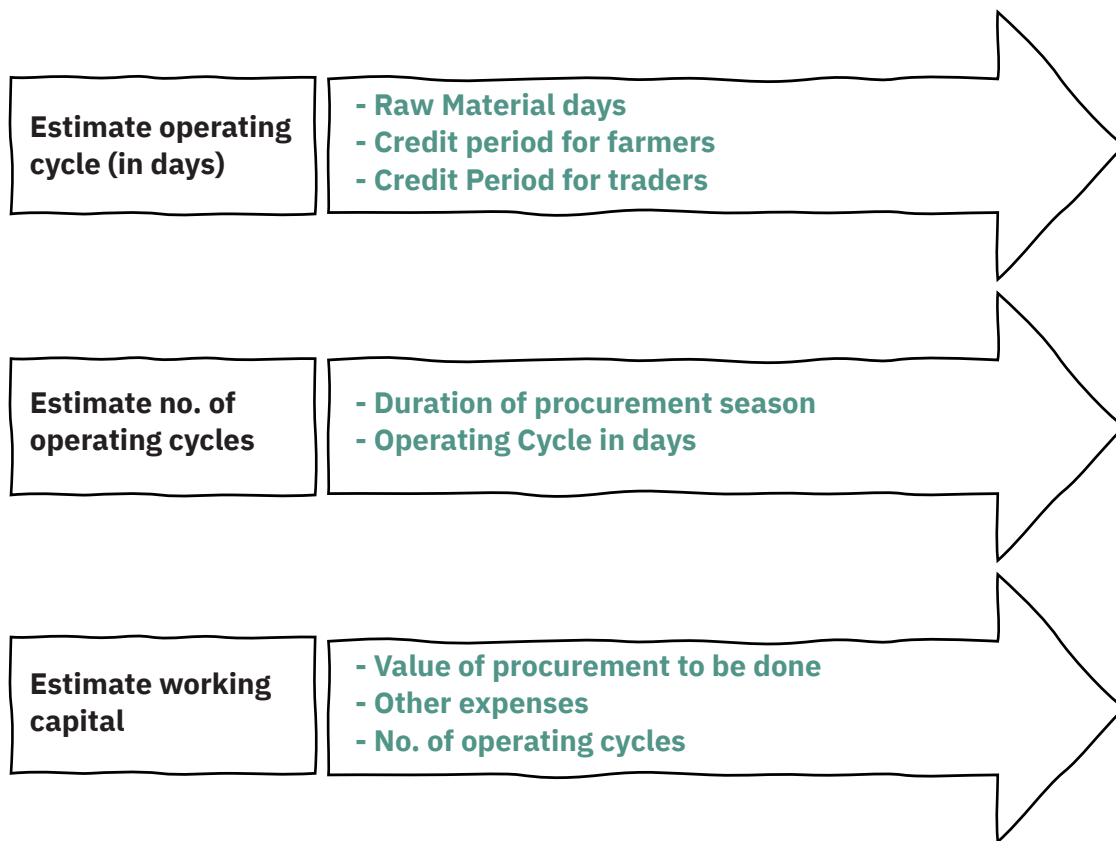 Estimate operating
cycle (in days)
- Raw Material days
- Credit period for farmers
- Credit Period for traders
Estimate no. of
operating cycles
- Duration of procurement season
- Operating Cycle in days
Estimate working
capital
- Value of procurement to be done
- Other expenses
- No. of operating cycles